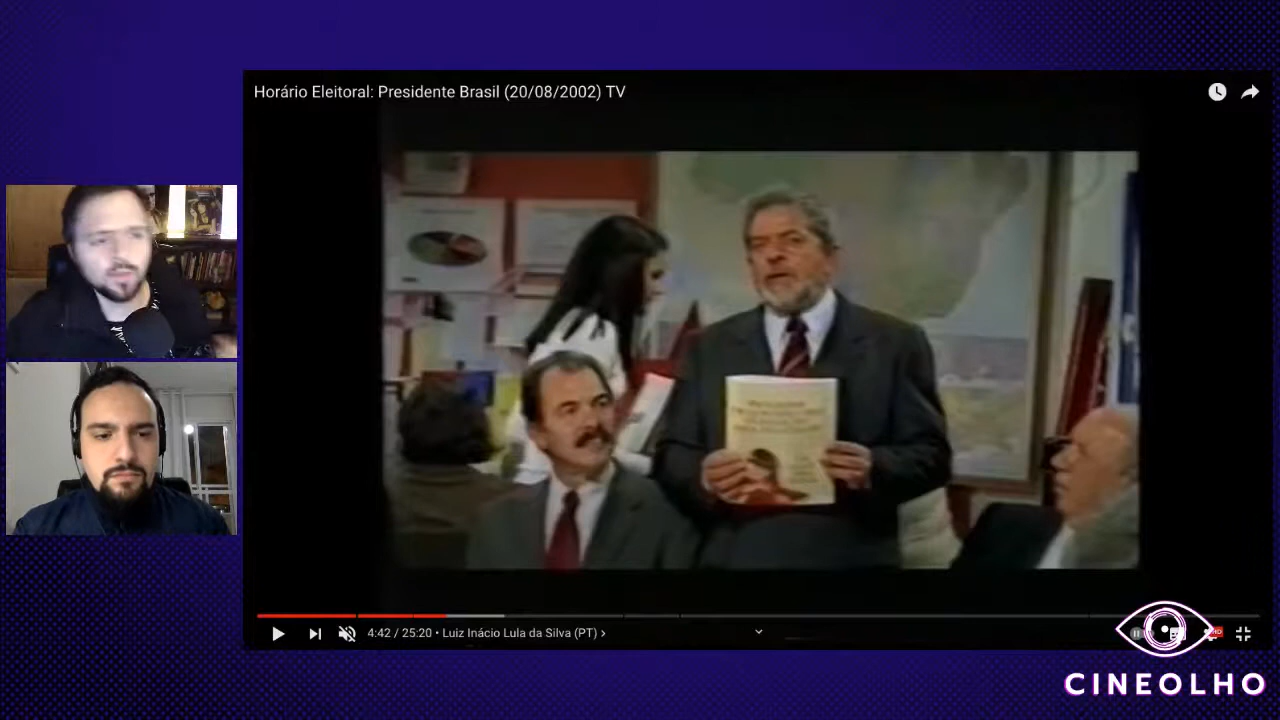 Horário Eleitoral: Presidente Brasil (20/08/2002) TV
4:42 / 25:20 • Luiz Inácio Lula da Silva (PT) ›
HD
CINEOLHO